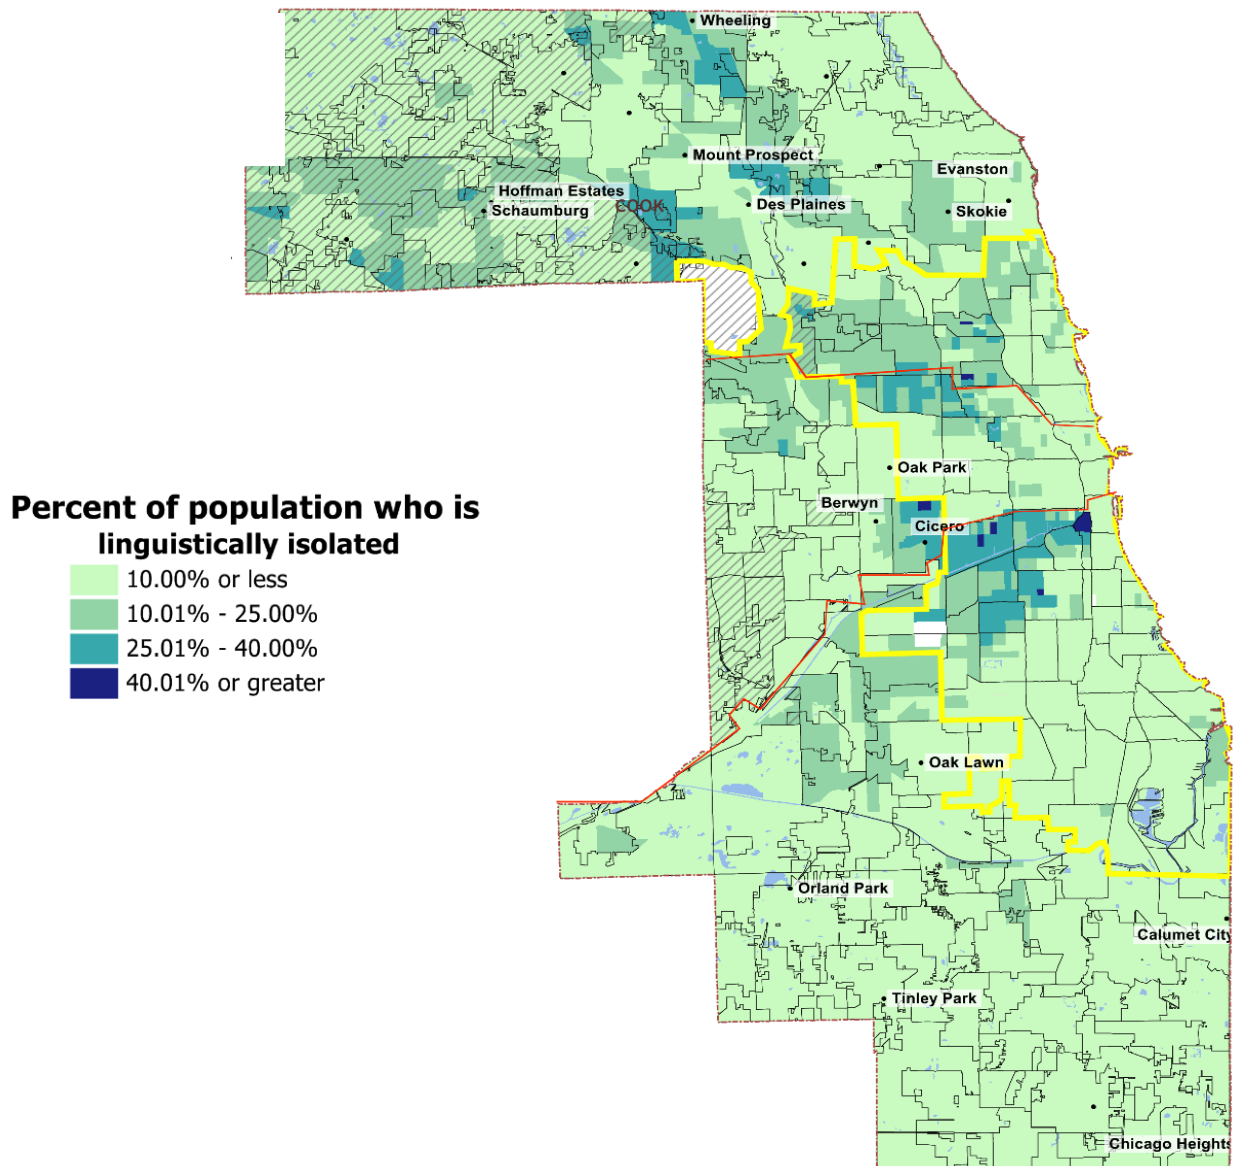 Wheeling
Mount Prospect
Evanston
Hoffman Estates
COOK
Des Plaines
Schaumburg
Skokie
Oak Park
Berwyn
Cicero
Percent of population who is
linguistically isolated
10.00% or less
10.01% - 25.00%
25.01% - 40.00%
40.01% or greater
Oak Lawn
Orland Park
Calumet City
Tinley Park
Chicago Heights